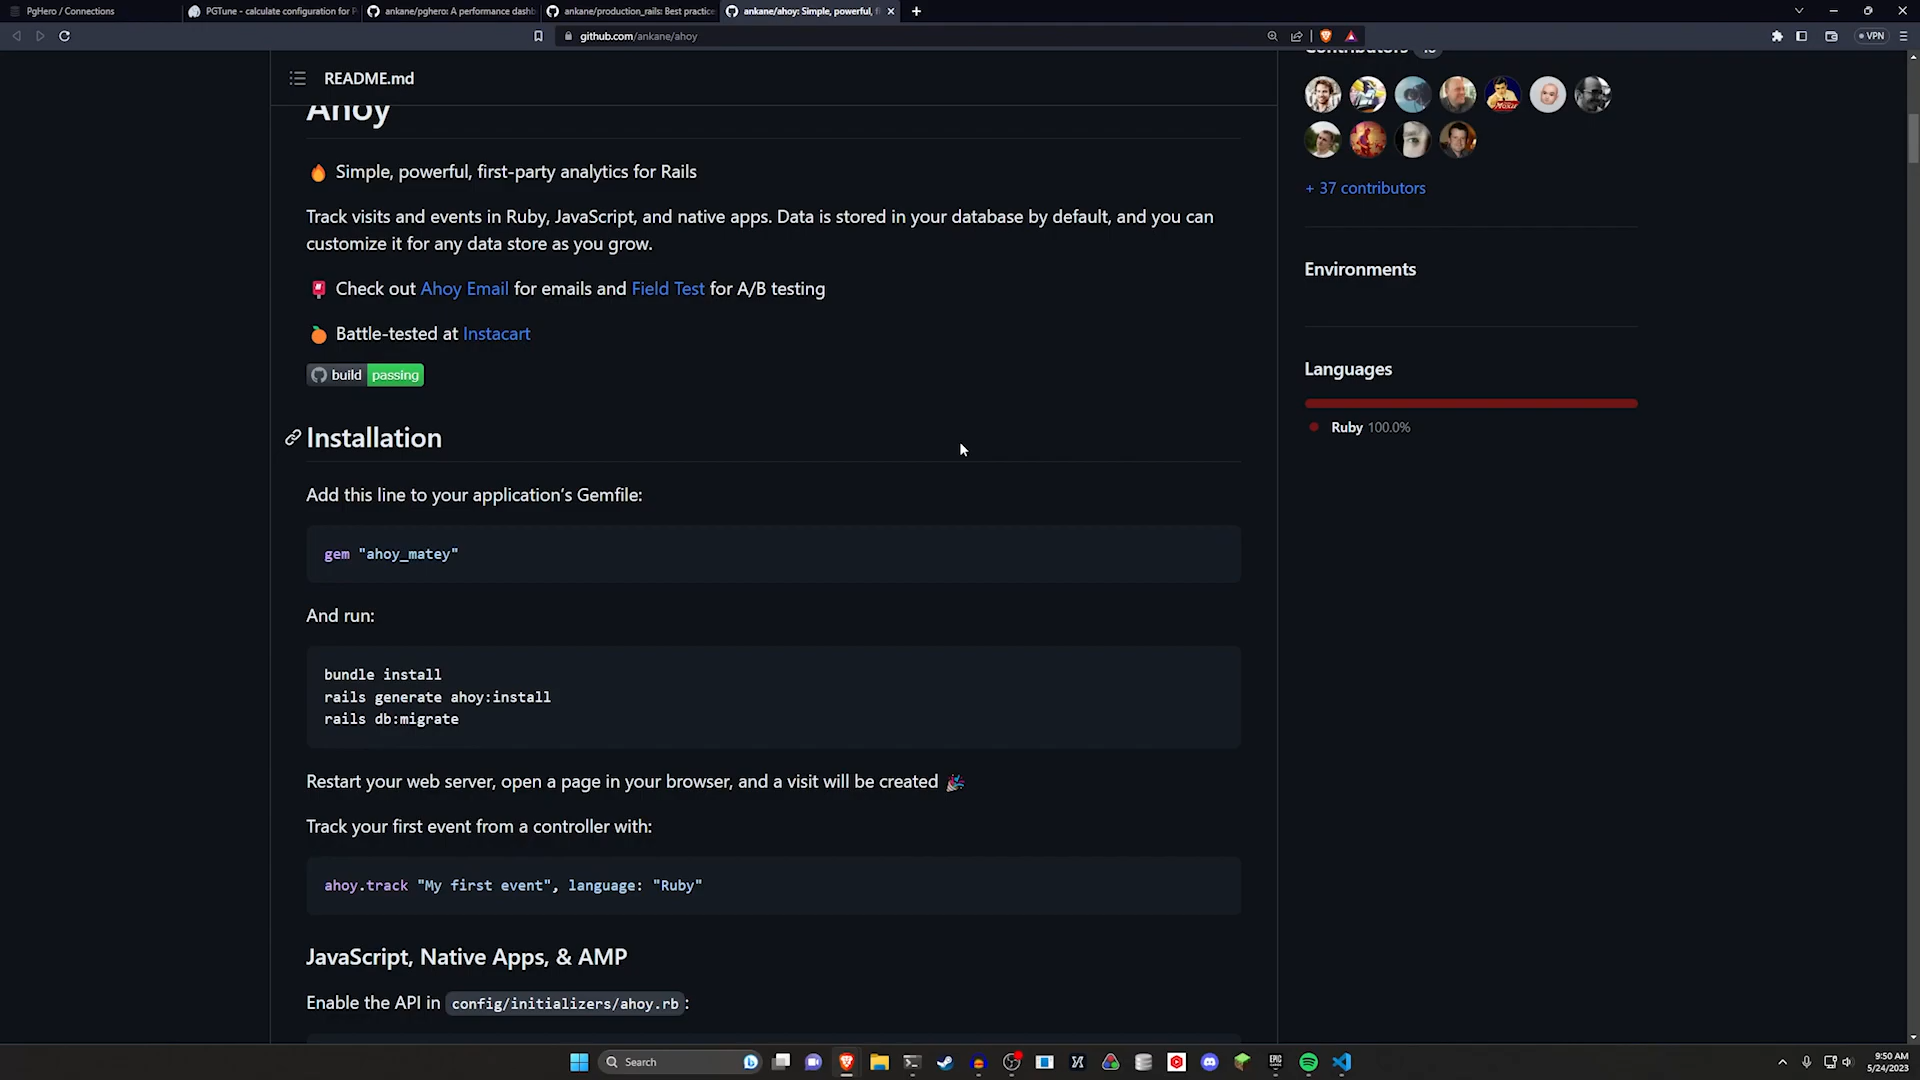 PgHero / Connections
PGTune - calculate configuration for P
ankane/pghero: A performance dashb
ankane/production_rails: Best practice
ankane/ahoy: Simple, powerful, f
github.com/ankane/ahoy
VPN
README.md
Ahoy
Simple, powerful, first-party analytics for Rails
Track visits and events in Ruby, JavaScript, and native apps. Data is stored in your database by default, and you can
customize it for any data store as you grow.
Check out Ahoy Email for emails and Field Test for A/B testing
Battle-tested at Instacart
build passing
Installation
Add this line to your application's Gemfile:
gem "ahoy_matey"
And run:
bundle install
rails generate ahoy:install
rails db:migrate
Restart your web server, open a page in your browser, and a visit will be created
Track your first event from a controller with:
ahoy.track "My first event", language: "Ruby"
JavaScript, Native Apps, & AMP
Enable the API in config/initializers/ahoy.rb:
Contributors 48
+ 37 contributors
Environments
Languages
Ruby 100.0%
Search
EPIC
9:50 AM
5/24/2023